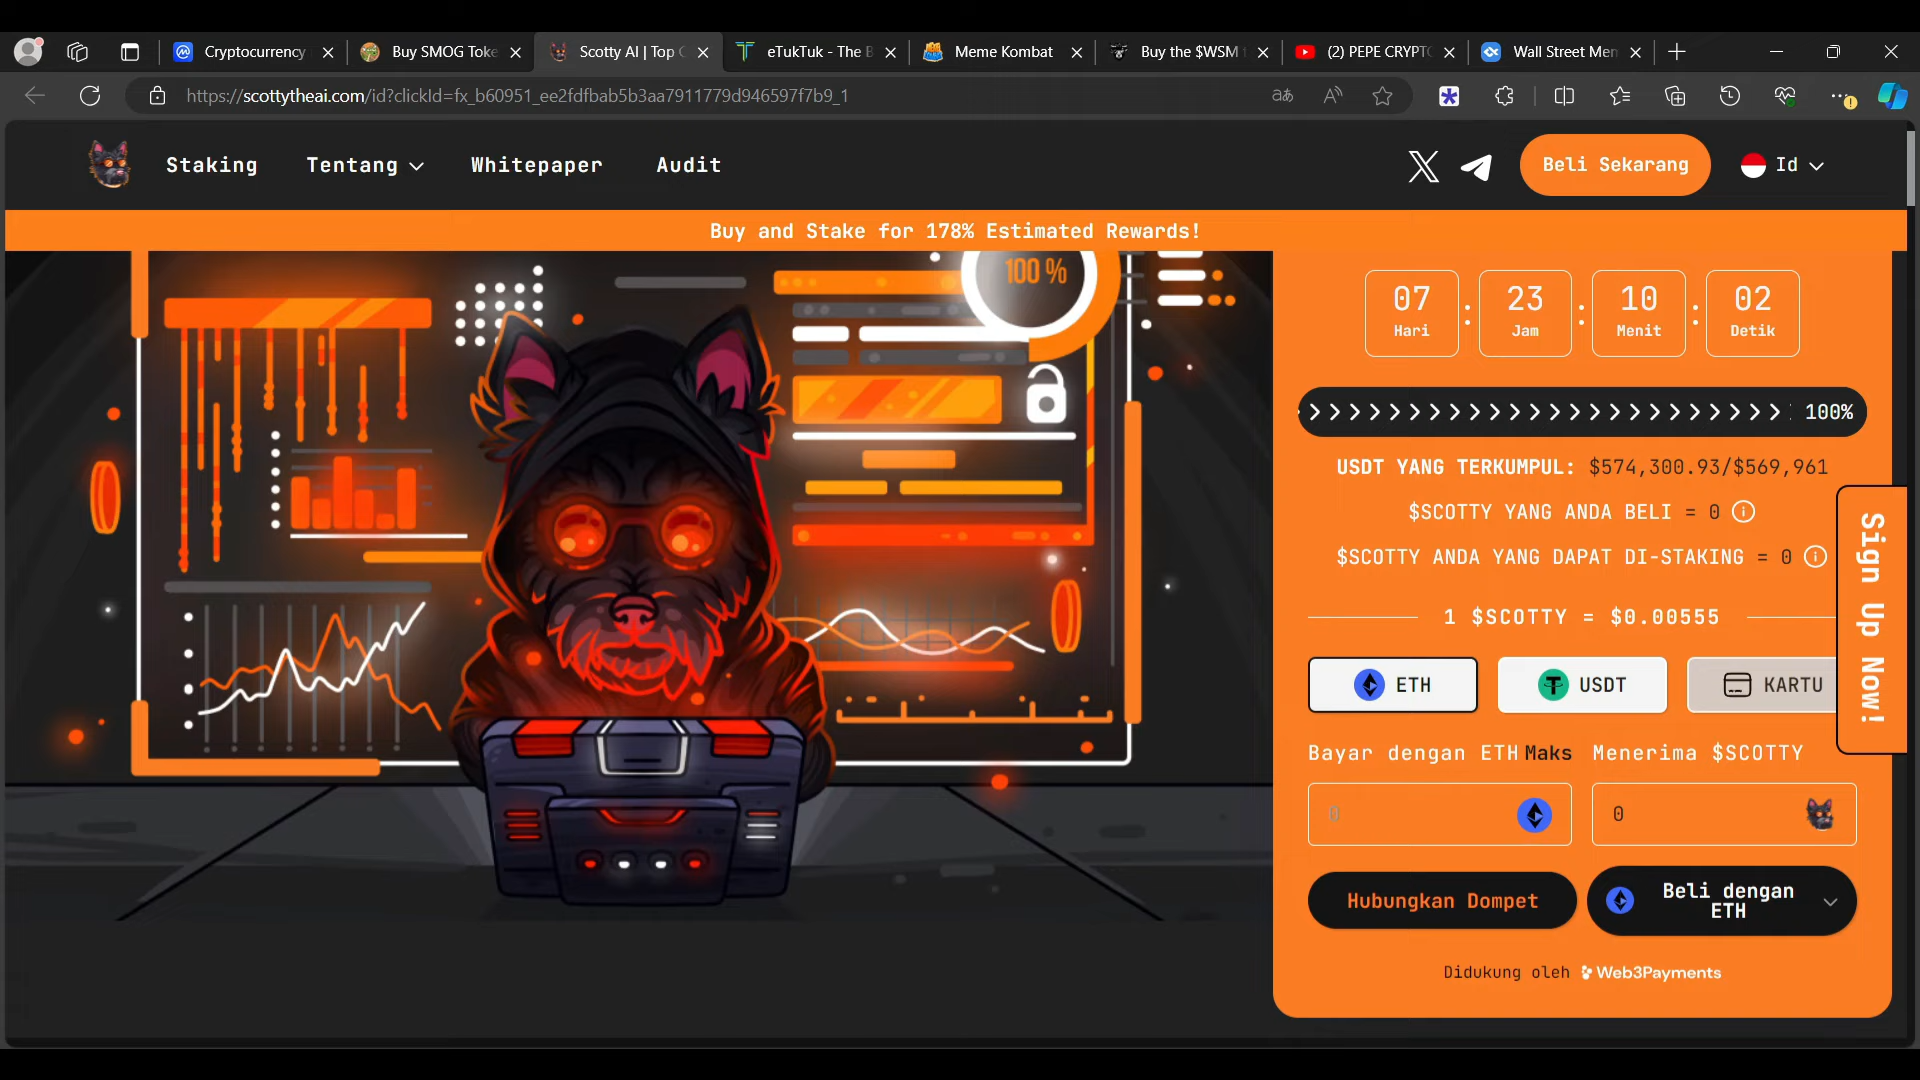 Cryptocurrency
Buy SMOG Toke
Scotty AI | Top
eTukTuk - The B
Meme Kombat
Buy the $WSM
(2) PEPE CRYPT
Wall Street Mem
https://scottytheai.com/id?clickId=fx_b60951_ee2fdfbab5b3aa7911779d946597f7b9_1
Staking
Tentang
Whitepaper
Audit
Beli Sekarang
Id
Buy and Stake for 178% Estimated Rewards!
100 %
07 : 23 : 10 : 02
Hari Jam Menit Detik
100%
USDT YANG TERKUMPUL: $574,300.93/$569,961
$SCOTTY YANG ANDA BELI = 0
$SCOTTY ANDA YANG DAPAT DI-STAKING = 0
Sign Up Now!
1 $SCOTTY = $0.00555
ETH
USDT
KARTU
Bayar dengan ETH Maks
Menerima $SCOTTY
0
0
Hubungkan Dompet
Beli dengan
ETH
Didukung oleh Web3Payments